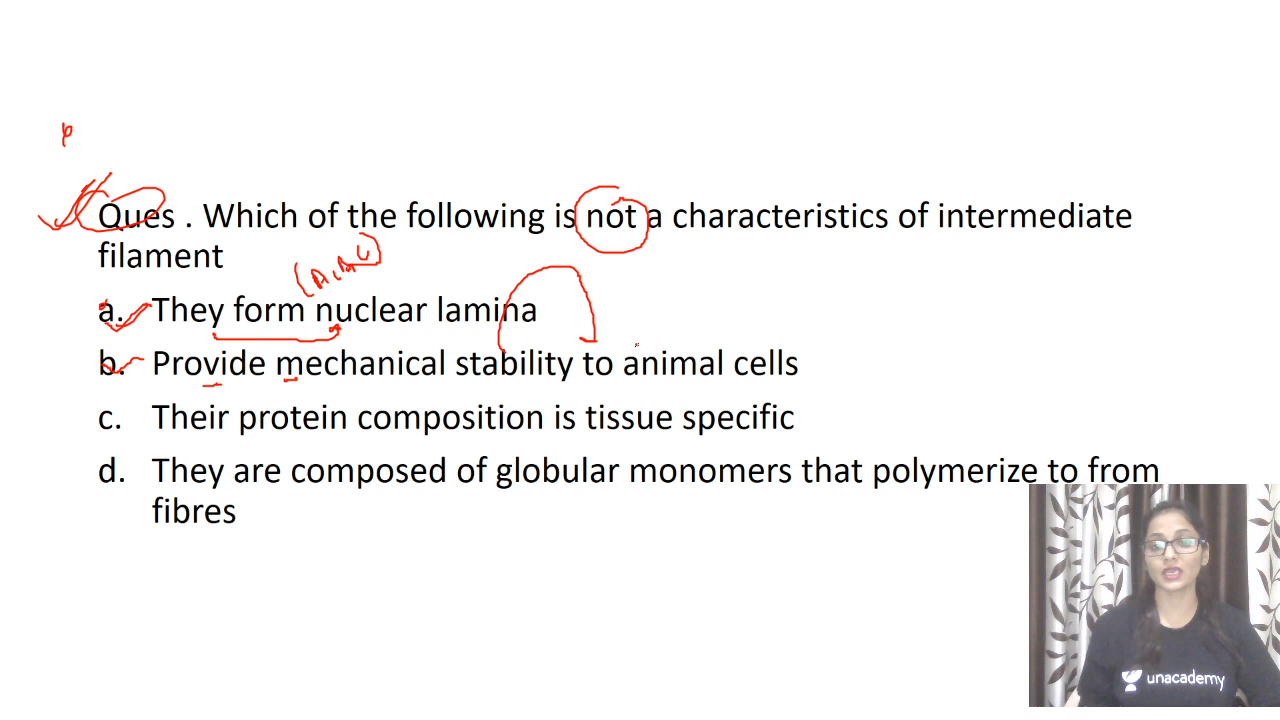 Ques . Which of the following is not a characteristics of intermediate
filament
a. They form nuclear lamina
b. Provide mechanical stability to animal cells
c. Their protein composition is tissue specific
d. They are composed of globular monomers that polymerize to from
fibres
unacademy